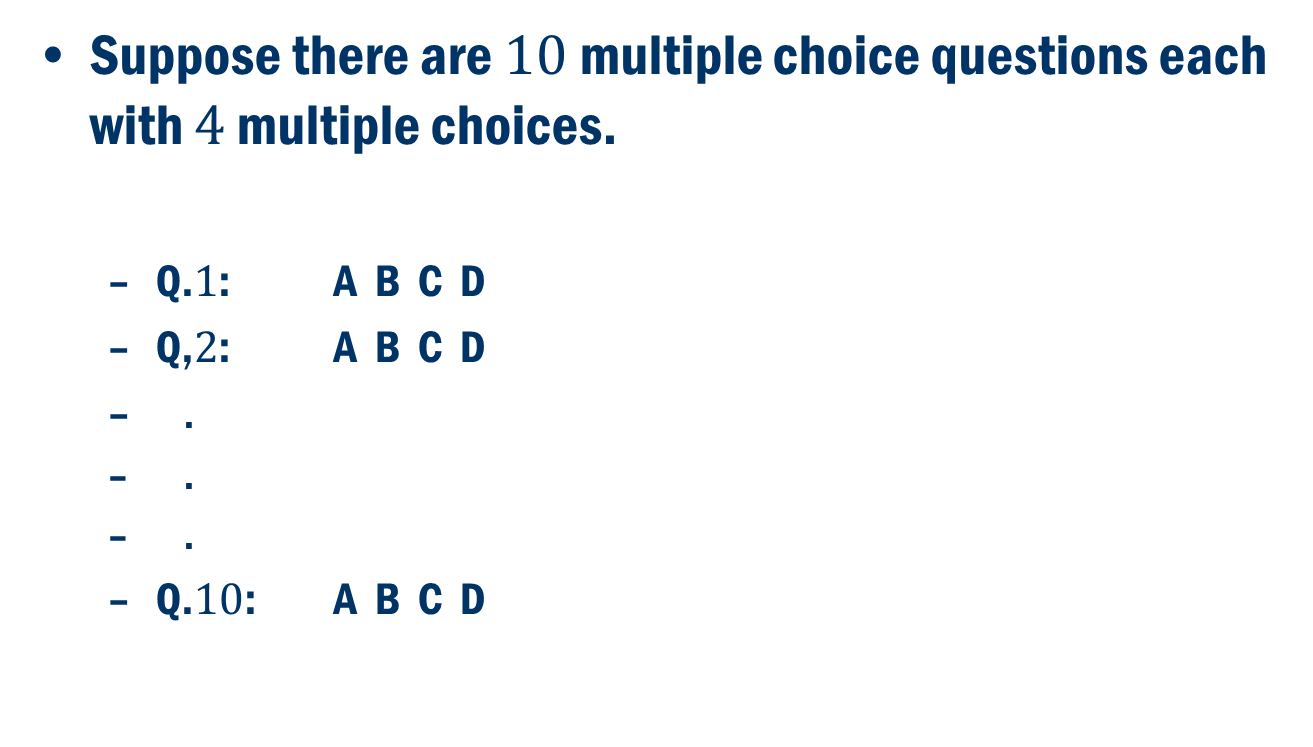 • Suppose there are 10 multiple choice questions each
with 4 multiple choices.
– Q.1: A B C D
– Q,2: A B C D
– .
– .
– .
– Q.10: A B C D